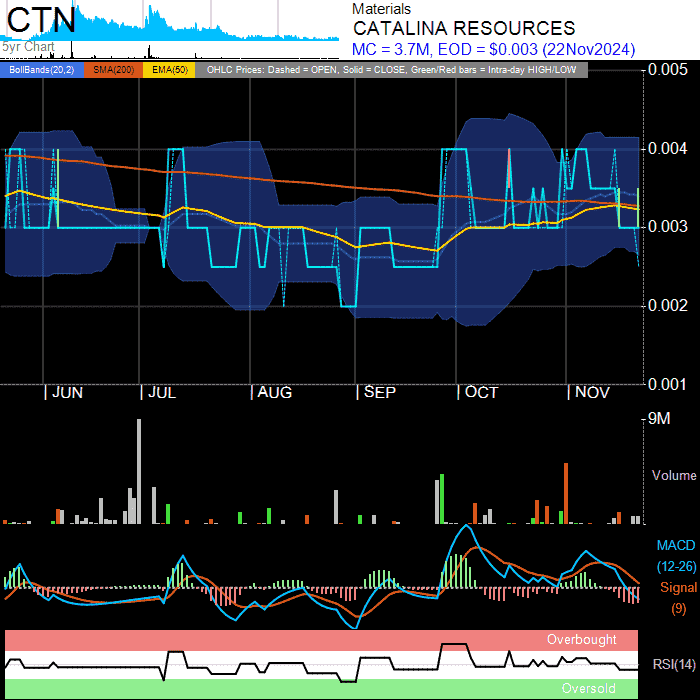 CTN
5yr Chart
Materials
CATALINA RESOURCES
MC = 3.7M, EOD = $0.003 (22Nov2024)
BollBands(20,2) SMA(200) EMA(50) OHLC Prices: Dashed = OPEN, Solid = CLOSE, Green/Red bars = Intra-day HIGH/LOW
0.005
0.004
0.003
0.002
0.001
JUN JUL AUG SEP OCT NOV
9M
Volume
MACD
(12-26)
Signal
(9)
Overbought
RSI(14)
Oversold